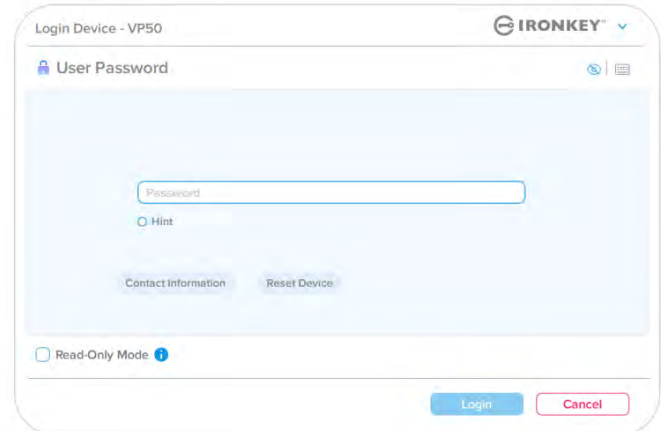 Login Device - VP50
IRONKEY™
User Password
Password
Hint
Contact Information Reset Device
Read-Only Mode
Login Cancel